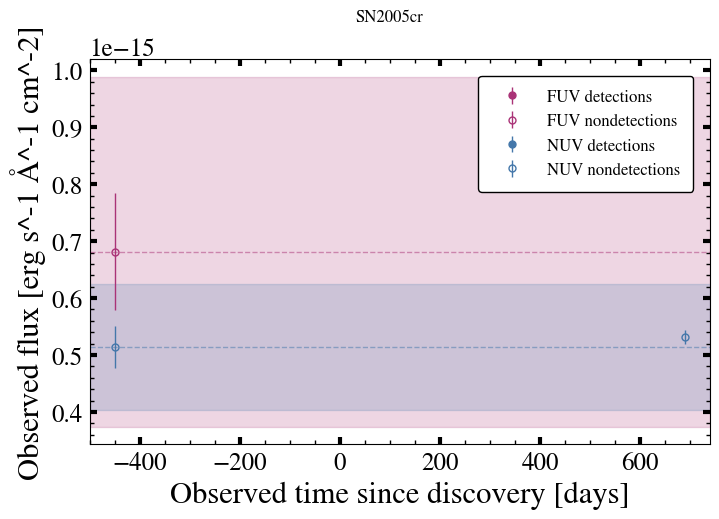 SN2005cr
1e−15
Observed flux [erg s^-1 Å^-1 cm^-2]
1.0
0.9
0.8
0.7
0.6
0.5
0.4
FUV detections
FUV nondetections
NUV detections
NUV nondetections
−400 −200 0 200 400 600
Observed time since discovery [days]